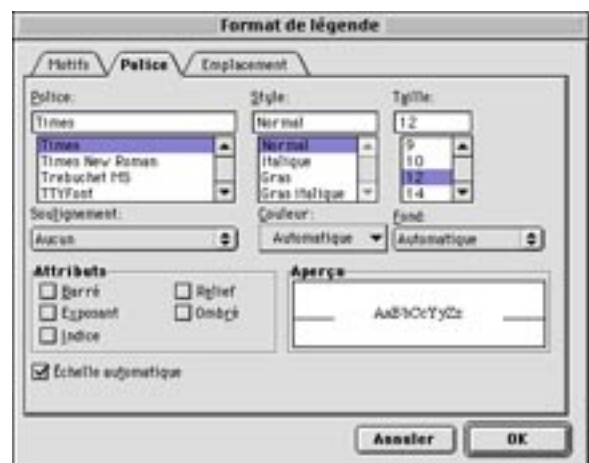 Format de légende
Motifs Police Emplacement
Police: Style: Taille:
Times Normal 12
Times Normal 9
Times New Roman Italique 10
Trebuchet MS Gras 12
TTYFont Gras Italique 14
Soulignement: Couleur: Fond:
Aucun Automatique Automatique
Attributs Aperçu
Barré Relief
Exposant Ombré AaBbCcYyZz
Indice
Échelle automatique
Annuler OK